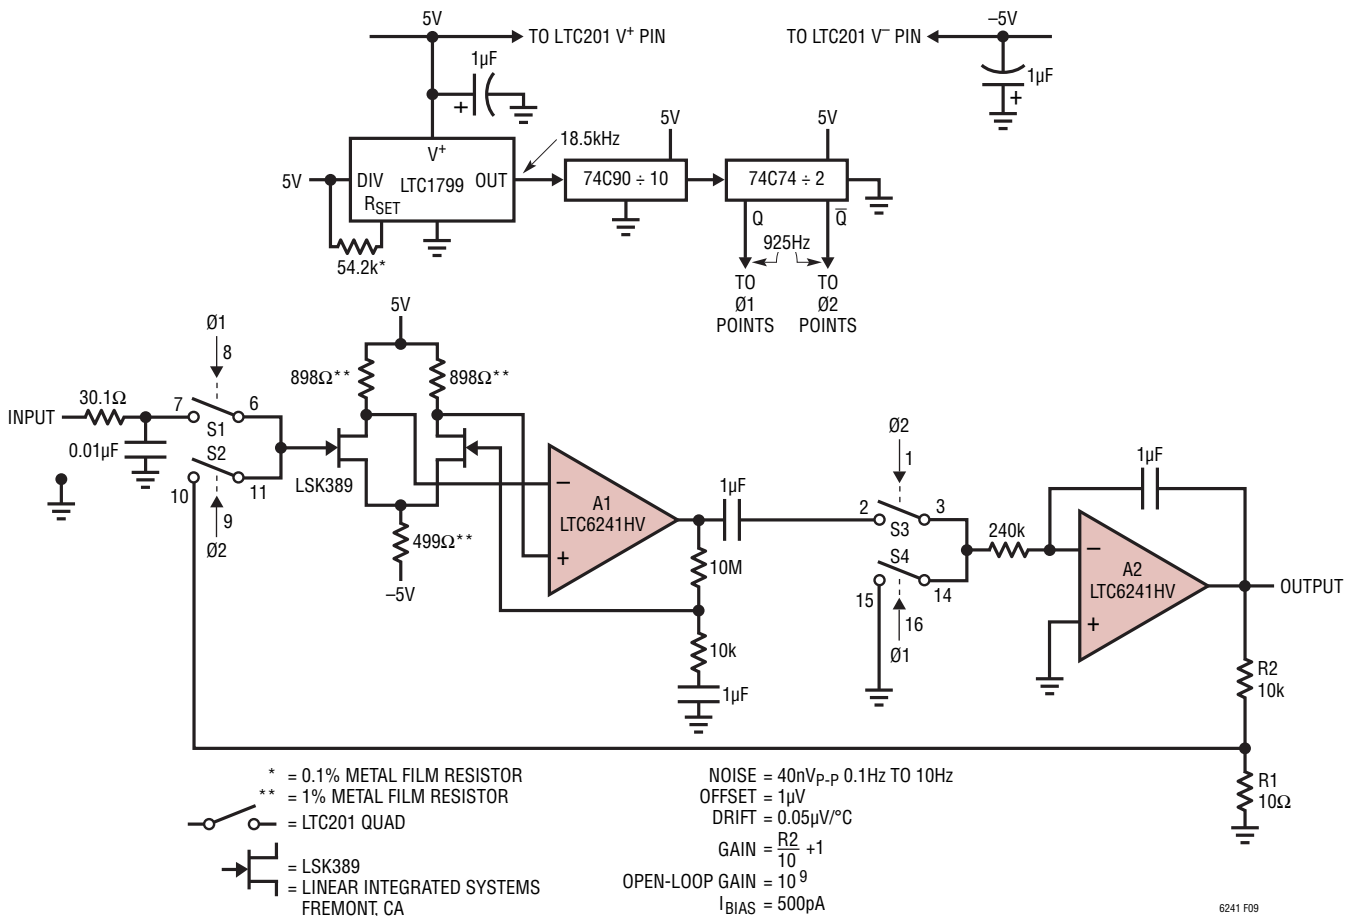 5V
TO LTC201 V+ PIN
1µF
+
–5V
TO LTC201 V– PIN
1µF
+
5V
DIV
V+
LTC1799
OUT
RSET
54.2k*
18.5kHz
5V
74C90 ÷ 10
5V
74C74 ÷ 2
Q
Q̅
925Hz
TO
Ø1
POINTS
TO
Ø2
POINTS
INPUT
30.1Ω
0.01µF
Ø1
8
7
6
S1
S2
10
11
9
Ø2
5V
898Ω**
898Ω**
LSK389
499Ω**
–5V
–
A1
LTC6241HV
+
1µF
10M
10k
1µF
Ø2
1
2
3
S3
S4
15
14
16
Ø1
240k
1µF
–
A2
LTC6241HV
+
OUTPUT
R2
10k
R1
10Ω
* = 0.1% METAL FILM RESISTOR
** = 1% METAL FILM RESISTOR
= LTC201 QUAD
= LSK389
= LINEAR INTEGRATED SYSTEMS
FREMONT, CA
NOISE = 40nVP-P 0.1Hz TO 10Hz
OFFSET = 1µV
DRIFT = 0.05µV/°C
GAIN = R2/10 +1
OPEN-LOOP GAIN = 10⁹
IBIAS = 500pA
6241 F09